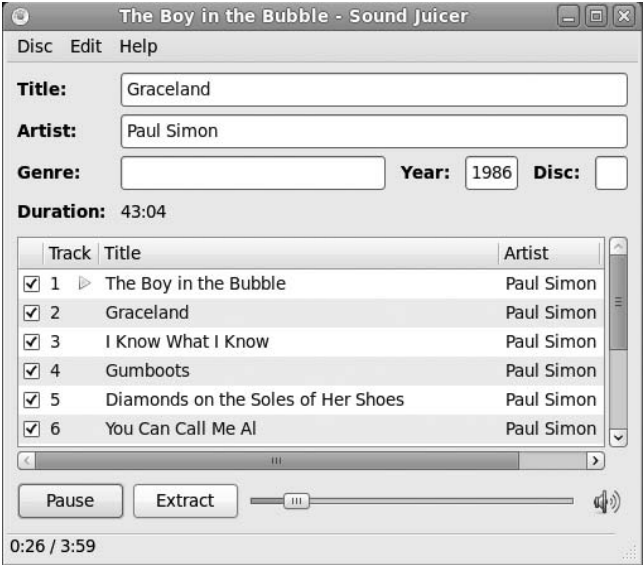 The Boy in the Bubble - Sound Juicer
Disc Edit Help
Title: Graceland
Artist: Paul Simon
Genre: Year: 1986 Disc:
Duration: 43:04
Track Title Artist
1 The Boy in the Bubble Paul Simon
2 Graceland Paul Simon
3 I Know What I Know Paul Simon
4 Gumboots Paul Simon
5 Diamonds on the Soles of Her Shoes Paul Simon
6 You Can Call Me Al Paul Simon
Pause Extract
0:26 / 3:59